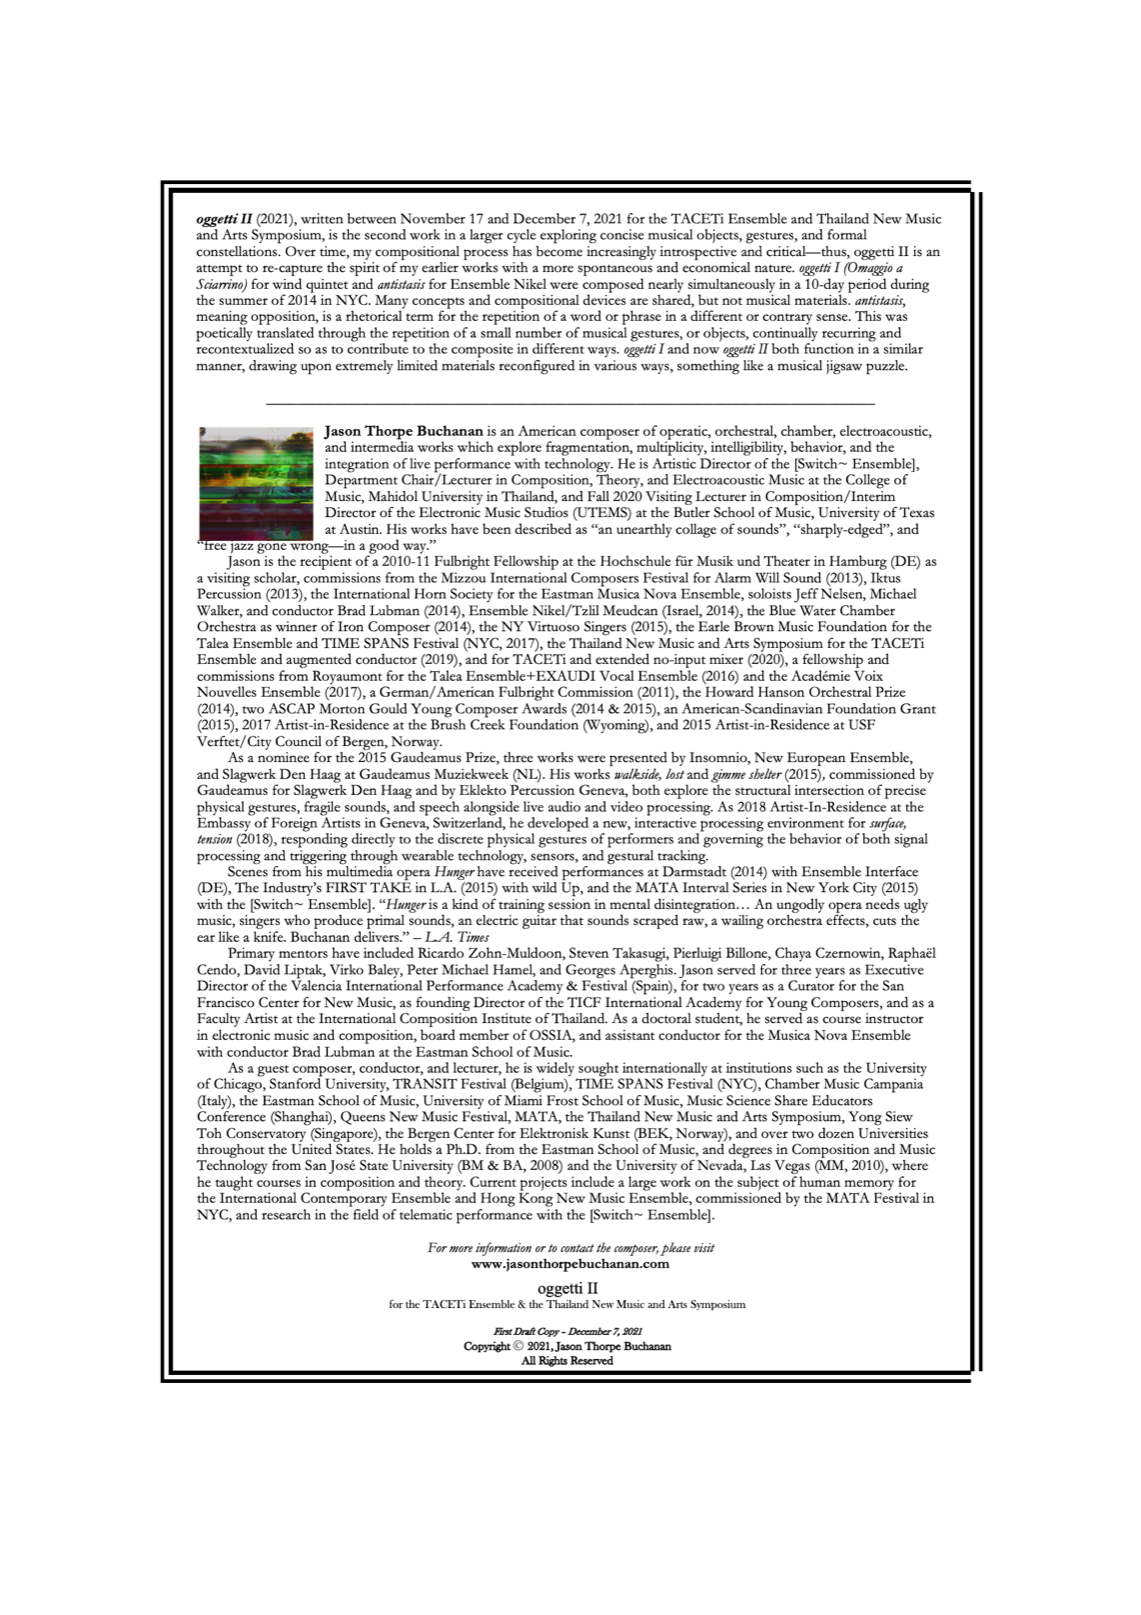 oggetti II (2021), written between November 17 and December 7, 2021 for the TACETi Ensemble and Thailand New Music
and Arts Symposium, is the second work in a larger cycle exploring concise musical objects, gestures, and formal
constellations. Over time, my compositional process has become increasingly introspective and critical—thus, oggetti II is an
attempt to re-capture the spirit of my earlier works with a more spontaneous and economical nature. oggetti I (Omaggio a
Sciarrino) for wind quintet and antistasis for Ensemble Nikel were composed nearly simultaneously in a 10-day period during
the summer of 2014 in NYC. Many concepts and compositional devices are shared, but not musical materials. antistasis,
meaning opposition, is a rhetorical term for the repetition of a word or phrase in a different or contrary sense. This was
poetically translated through the repetition of a small number of musical gestures, or objects, continually recurring and
recontextualized so as to contribute to the composite in different ways. oggetti I and now oggetti II both function in a similar
manner, drawing upon extremely limited materials reconfigured in various ways, something like a musical jigsaw puzzle.
Jason Thorpe Buchanan is an American composer of operatic, orchestral, chamber, electroacoustic,
and intermedia works which explore fragmentation, multiplicity, intelligibility, behavior, and the
integration of live performance with technology. He is Artistic Director of the [Switch~ Ensemble],
Department Chair/Lecturer in Composition, Theory, and Electroacoustic Music at the College of
Music, Mahidol University in Thailand, and Fall 2020 Visiting Lecturer in Composition/Interim
Director of the Electronic Music Studios (UTEMS) at the Butler School of Music, University of Texas
at Austin. His works have been described as “an unearthly collage of sounds”, “sharply-edged”, and
“free jazz gone wrong—in a good way.”
Jason is the recipient of a 2010-11 Fulbright Fellowship at the Hochschule für Musik und Theater in Hamburg (DE) as
a visiting scholar, commissions from the Mizzou International Composers Festival for Alarm Will Sound (2013), Iktus
Percussion (2013), the International Horn Society for the Eastman Musica Nova Ensemble, soloists Jeff Nelsen, Michael
Walker, and conductor Brad Lubman (2014), Ensemble Nikel/Tzlil Meudcan (Israel, 2014), the Blue Water Chamber
Orchestra as winner of Iron Composer (2014), the NY Virtuoso Singers (2015), the Earle Brown Music Foundation for the
Talea Ensemble and TIME SPANS Festival (NYC, 2017), the Thailand New Music and Arts Symposium for the TACETi
Ensemble and augmented conductor (2019), and for TACETi and extended no-input mixer (2020), a fellowship and
commissions from Royaumont for the Talea Ensemble+EXAUDI Vocal Ensemble (2016) and the Académie Voix
Nouvelles Ensemble (2017), a German/American Fulbright Commission (2011), the Howard Hanson Orchestral Prize
(2014), two ASCAP Morton Gould Young Composer Awards (2014 & 2015), an American-Scandinavian Foundation Grant
(2015), 2017 Artist-in-Residence at the Brush Creek Foundation (Wyoming), and 2015 Artist-in-Residence at USF
Verftet/City Council of Bergen, Norway.
As a nominee for the 2015 Gaudeamus Prize, three works were presented by Insomnio, New European Ensemble,
and Slagwerk Den Haag at Gaudeamus Muziekweek (NL). His works walkside, lost and gimme shelter (2015), commissioned by
Gaudeamus for Slagwerk Den Haag and by Eklekto Percussion Geneva, both explore the structural intersection of precise
physical gestures, fragile sounds, and speech alongside live audio and video processing. As 2018 Artist-In-Residence at the
Embassy of Foreign Artists in Geneva, Switzerland, he developed a new, interactive processing environment for surface,
tension (2018), responding directly to the discrete physical gestures of performers and governing the behavior of both signal
processing and triggering through wearable technology, sensors, and gestural tracking.
Scenes from his multimedia opera Hunger have received performances at Darmstadt (2014) with Ensemble Interface
(DE), The Industry’s FIRST TAKE in L.A. (2015) with wild Up, and the MATA Interval Series in New York City (2015)
with the [Switch~ Ensemble]. “Hunger is a kind of training session in mental disintegration… An ungodly opera needs ugly
music, singers who produce primal sounds, an electric guitar that sounds scraped raw, a wailing orchestra effects, cuts the
ear like a knife. Buchanan delivers.” – L.A. Times
Primary mentors have included Ricardo Zohn-Muldoon, Steven Takasugi, Pierluigi Billone, Chaya Czernowin, Raphaël
Cendo, David Liptak, Virko Baley, Peter Michael Hamel, and Georges Aperghis. Jason served for three years as Executive
Director of the Valencia International Performance Academy & Festival (Spain), for two years as a Curator for the San
Francisco Center for New Music, as founding Director of the TICF International Academy for Young Composers, and as a
Faculty Artist at the International Composition Institute of Thailand. As a doctoral student, he served as course instructor
in electronic music and composition, board member of OSSIA, and assistant conductor for the Musica Nova Ensemble
with conductor Brad Lubman at the Eastman School of Music.
As a guest composer, conductor, and lecturer, he is widely sought internationally at institutions such as the University
of Chicago, Stanford University, TRANSIT Festival (Belgium), TIME SPANS Festival (NYC), Chamber Music Campania
(Italy), the Eastman School of Music, University of Miami Frost School of Music, Music Science Share Educators
Conference (Shanghai), Queens New Music Festival, MATA, the Thailand New Music and Arts Symposium, Yong Siew
Toh Conservatory (Singapore), the Bergen Center for Elektronisk Kunst (BEK, Norway), and over two dozen Universities
throughout the United States. He holds a Ph.D. from the Eastman School of Music, and degrees in Composition and Music
Technology from San José State University (BM & BA, 2008) and the University of Nevada, Las Vegas (MM, 2010), where
he taught courses in composition and theory. Current projects include a large work on the subject of human memory for
the International Contemporary Ensemble and Hong Kong New Music Ensemble, commissioned by the MATA Festival in
NYC, and research in the field of telematic performance with the [Switch~ Ensemble].
For more information or to contact the composer, please visit
www.jasonthorpebuchanan.com
oggetti II
for the TACETi Ensemble & the Thailand New Music and Arts Symposium
First Draft Copy – December 7, 2021
Copyright © 2021, Jason Thorpe Buchanan
All Rights Reserved